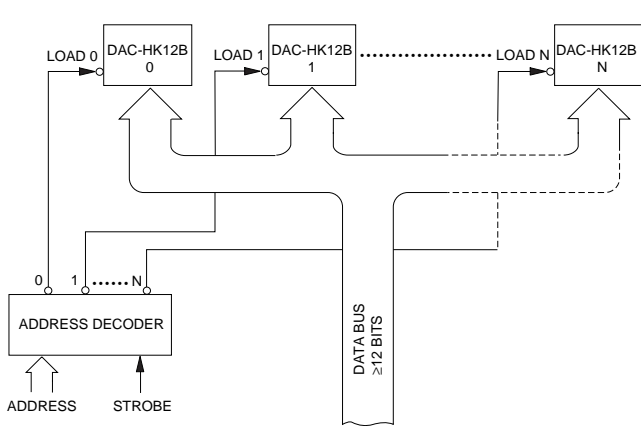 LOAD 0
DAC-HK12B
0
LOAD 1
DAC-HK12B
1
LOAD N
DAC-HK12B
N
0
1
N
ADDRESS DECODER
ADDRESS
STROBE
DATA BUS
≥12 BITS